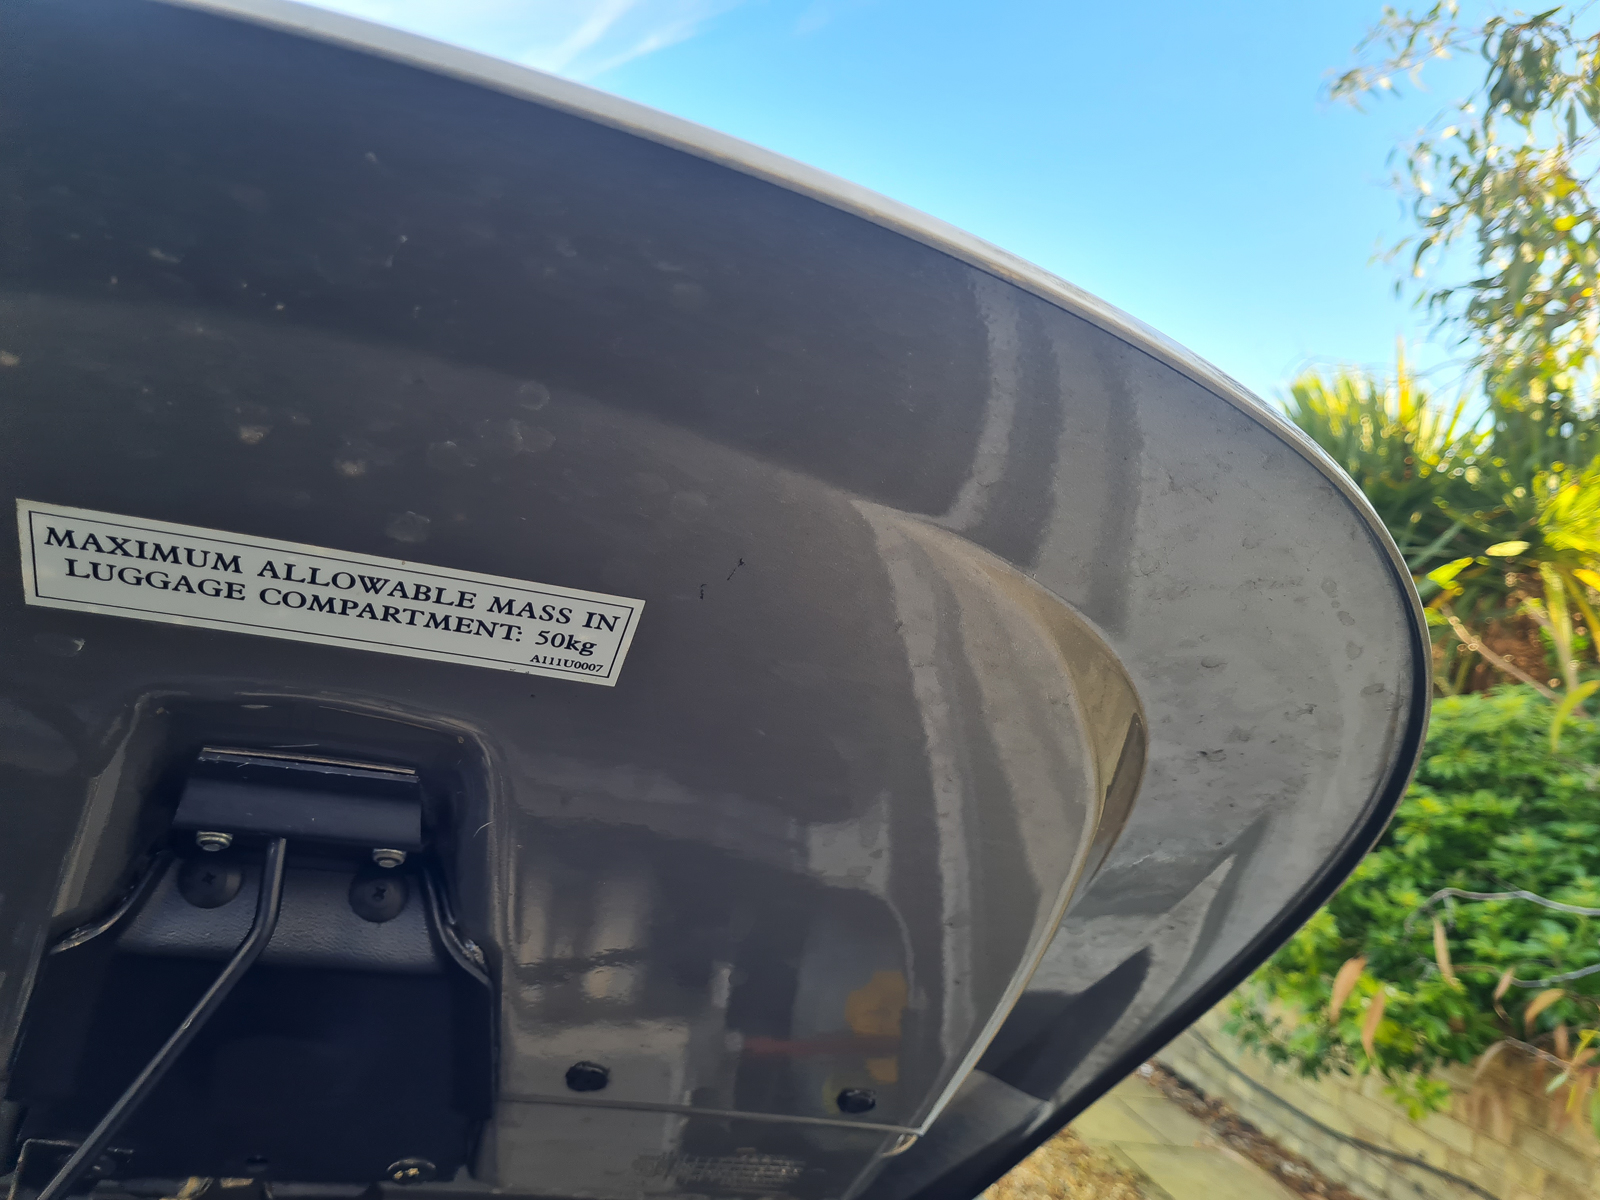 MAXIMUM ALLOWABLE MASS IN
LUGGAGE COMPARTMENT: 50kg
A111U0007